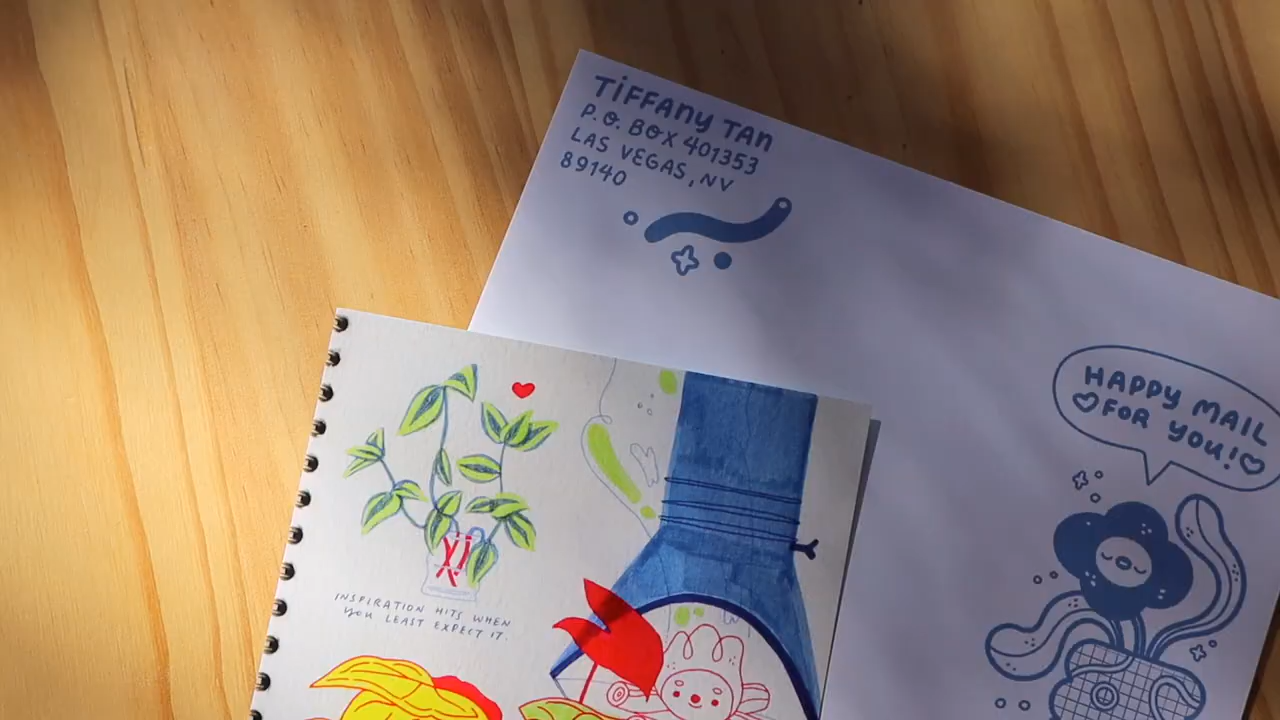 TiFFANY TAN
P.O. BOX 401353
LAS VEGAS, NV
89140
HAPPY MAIL
FOR YOU!
INSPIRATION HITS WHEN
YOU LEAST EXPECT IT.